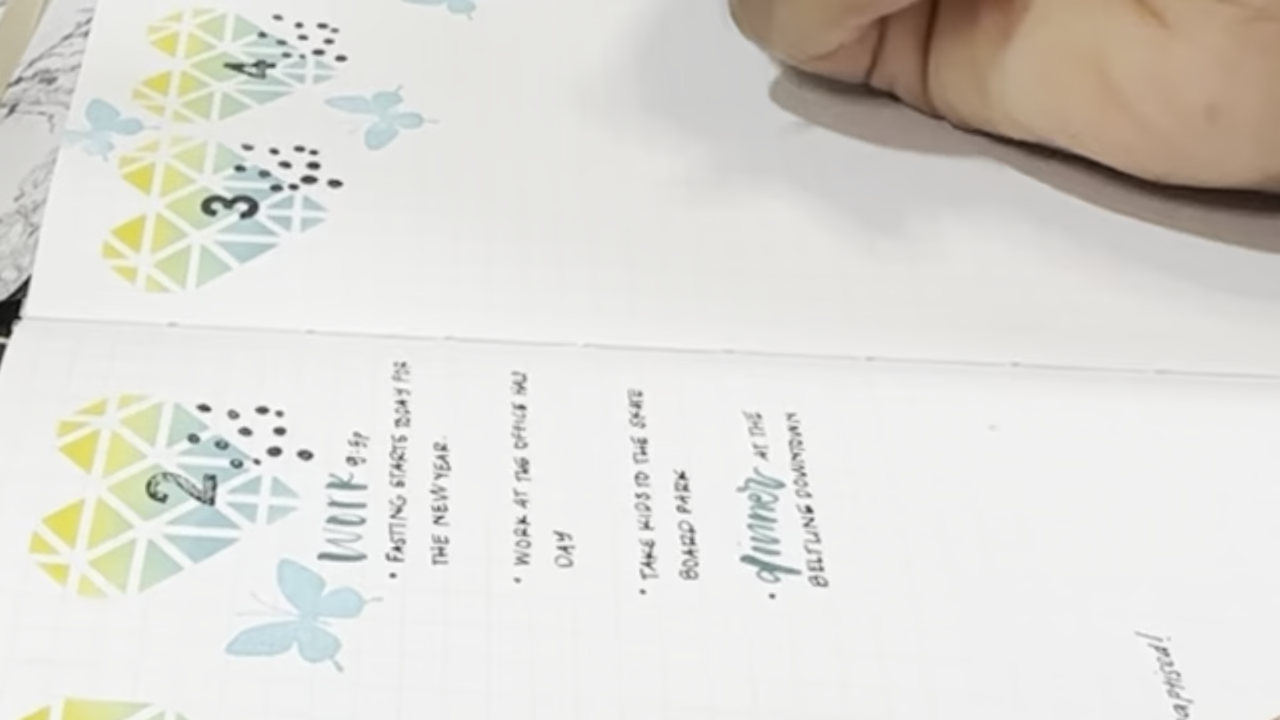 2
WORK 9-5p
• FASTING STARTS TODAY FOR
THE NEW YEAR.
• WORK AT THE OFFICE HALF
DAY
• TAKE KIDS TO THE SKATE
BOARD PARK
• dinner AT THE
BELTLINE DOWNTOWN
3
4